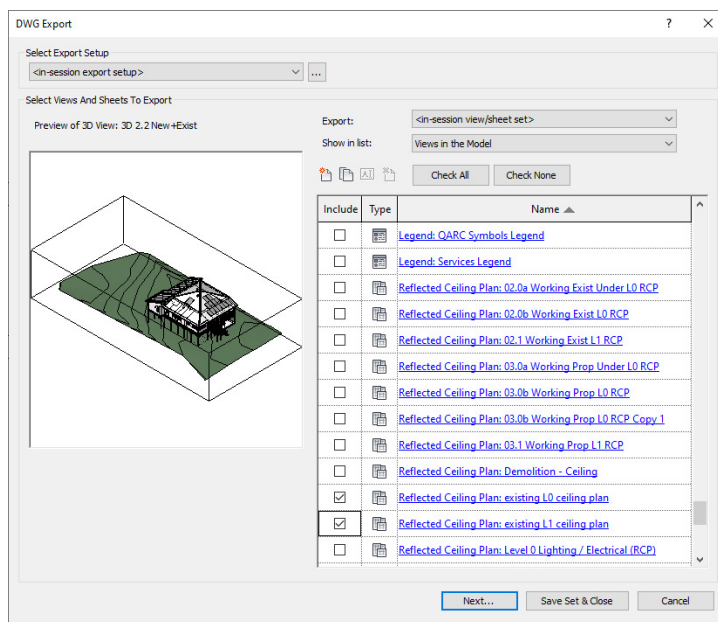 DWG Export
?
Select Export Setup
<in-session export setup>
...
Select Views And Sheets To Export
Preview of 3D View: 3D 2.2 New+Exist
Export:
<in-session view/sheet set>
Show in list:
Views in the Model
Check All
Check None
Include
Type
Name
Legend: QARC Symbols Legend
Legend: Services Legend
Reflected Ceiling Plan: 02.0a Working Exist Under L0 RCP
Reflected Ceiling Plan: 02.0b Working Exist L0 RCP
Reflected Ceiling Plan: 02.1 Working Exist L1 RCP
Reflected Ceiling Plan: 03.0a Working Prop Under L0 RCP
Reflected Ceiling Plan: 03.0b Working Prop L0 RCP
Reflected Ceiling Plan: 03.0b Working Prop L0 RCP Copy 1
Reflected Ceiling Plan: 03.1 Working Prop L1 RCP
Reflected Ceiling Plan: Demolition - Ceiling
Reflected Ceiling Plan: existing L0 ceiling plan
Reflected Ceiling Plan: existing L1 ceiling plan
Reflected Ceiling Plan: Level 0 Lighting / Electrical (RCP)
Next...
Save Set & Close
Cancel